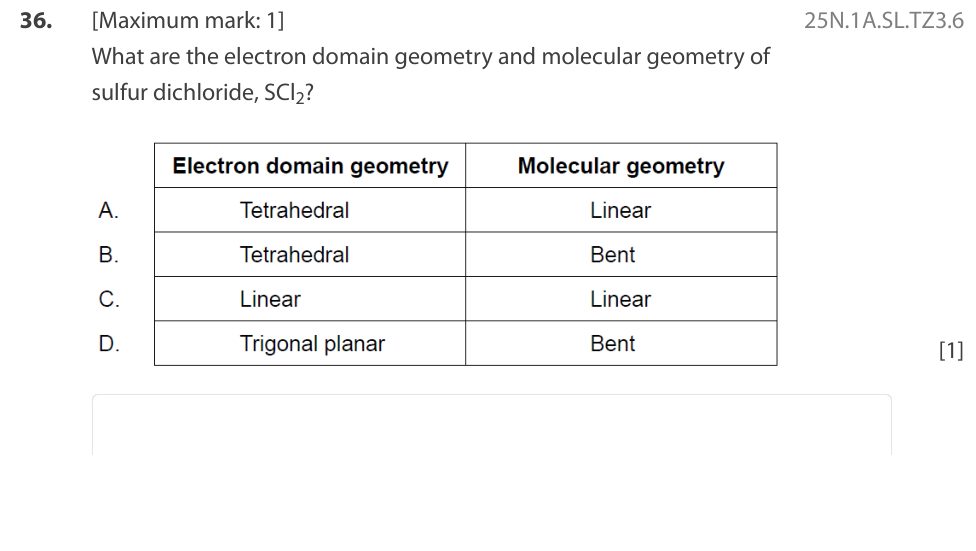 36. [Maximum mark: 1] 25N.1A.SL.TZ3.6
What are the electron domain geometry and molecular geometry of
sulfur dichloride, SCl₂?
Electron domain geometry Molecular geometry
A. Tetrahedral Linear
B. Tetrahedral Bent
C. Linear Linear
D. Trigonal planar Bent
[1]